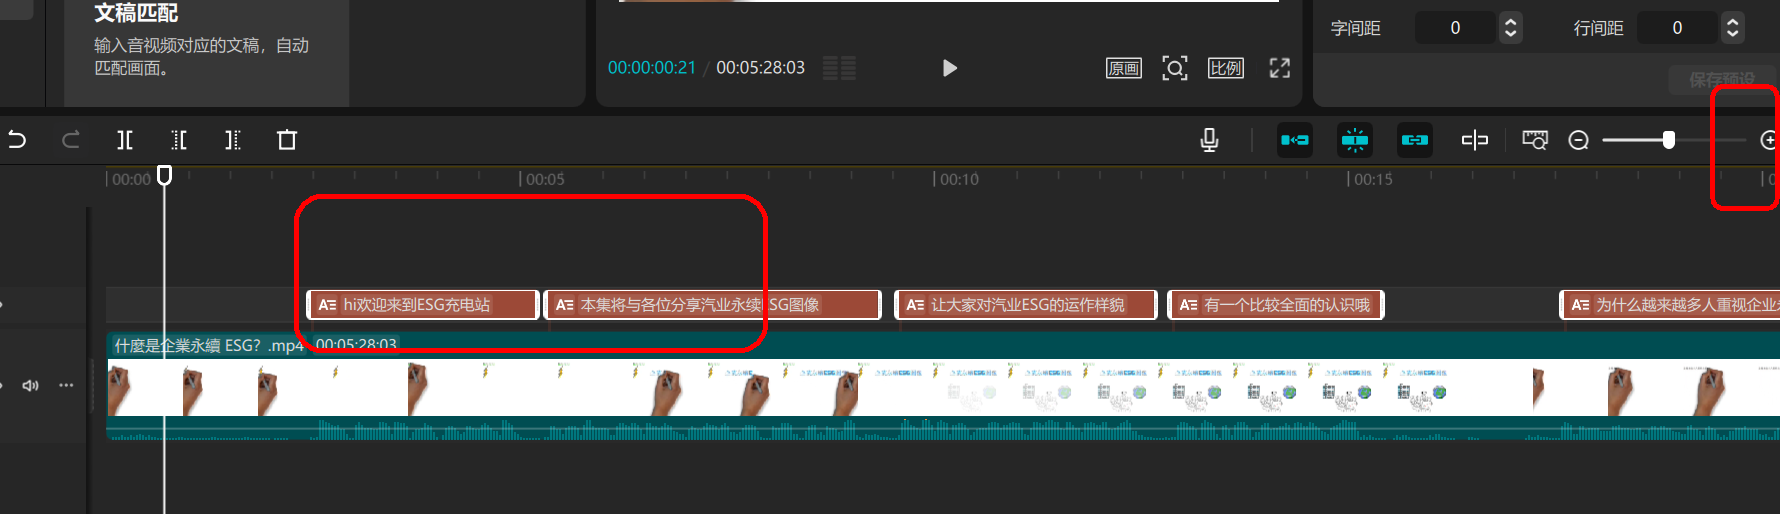 文稿匹配
输入音视频对应的文稿，自动
匹配画面。
00:00:00:21 / 00:05:28:03
原画
比例
字间距 0
行间距 0
保存预设
00:00
00:05
00:10
00:15
hi欢迎来到ESG充电站
本集将与各位分享汽业永续ESG图像
让大家对汽业ESG的运作样貌
有一个比较全面的认识哦
为什么越来越多人重视企业永
什麼是企業永續 ESG？.mp4 00:05:28:03